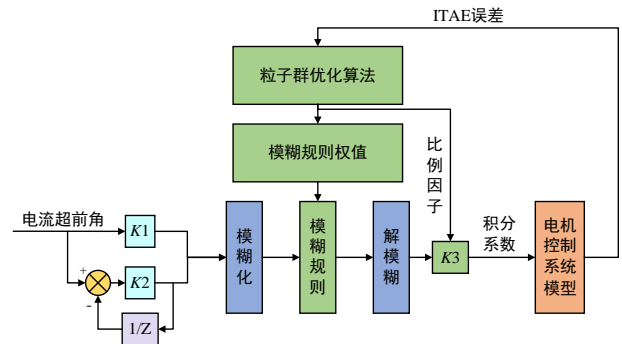 ITAE误差
粒子群优化算法
模糊规则权值
比例因子
电流超前角
K1
模糊化
模糊规则
解模糊
K3
积分
系数
电机
控制
系统
模型
+
K2
-
1/Z